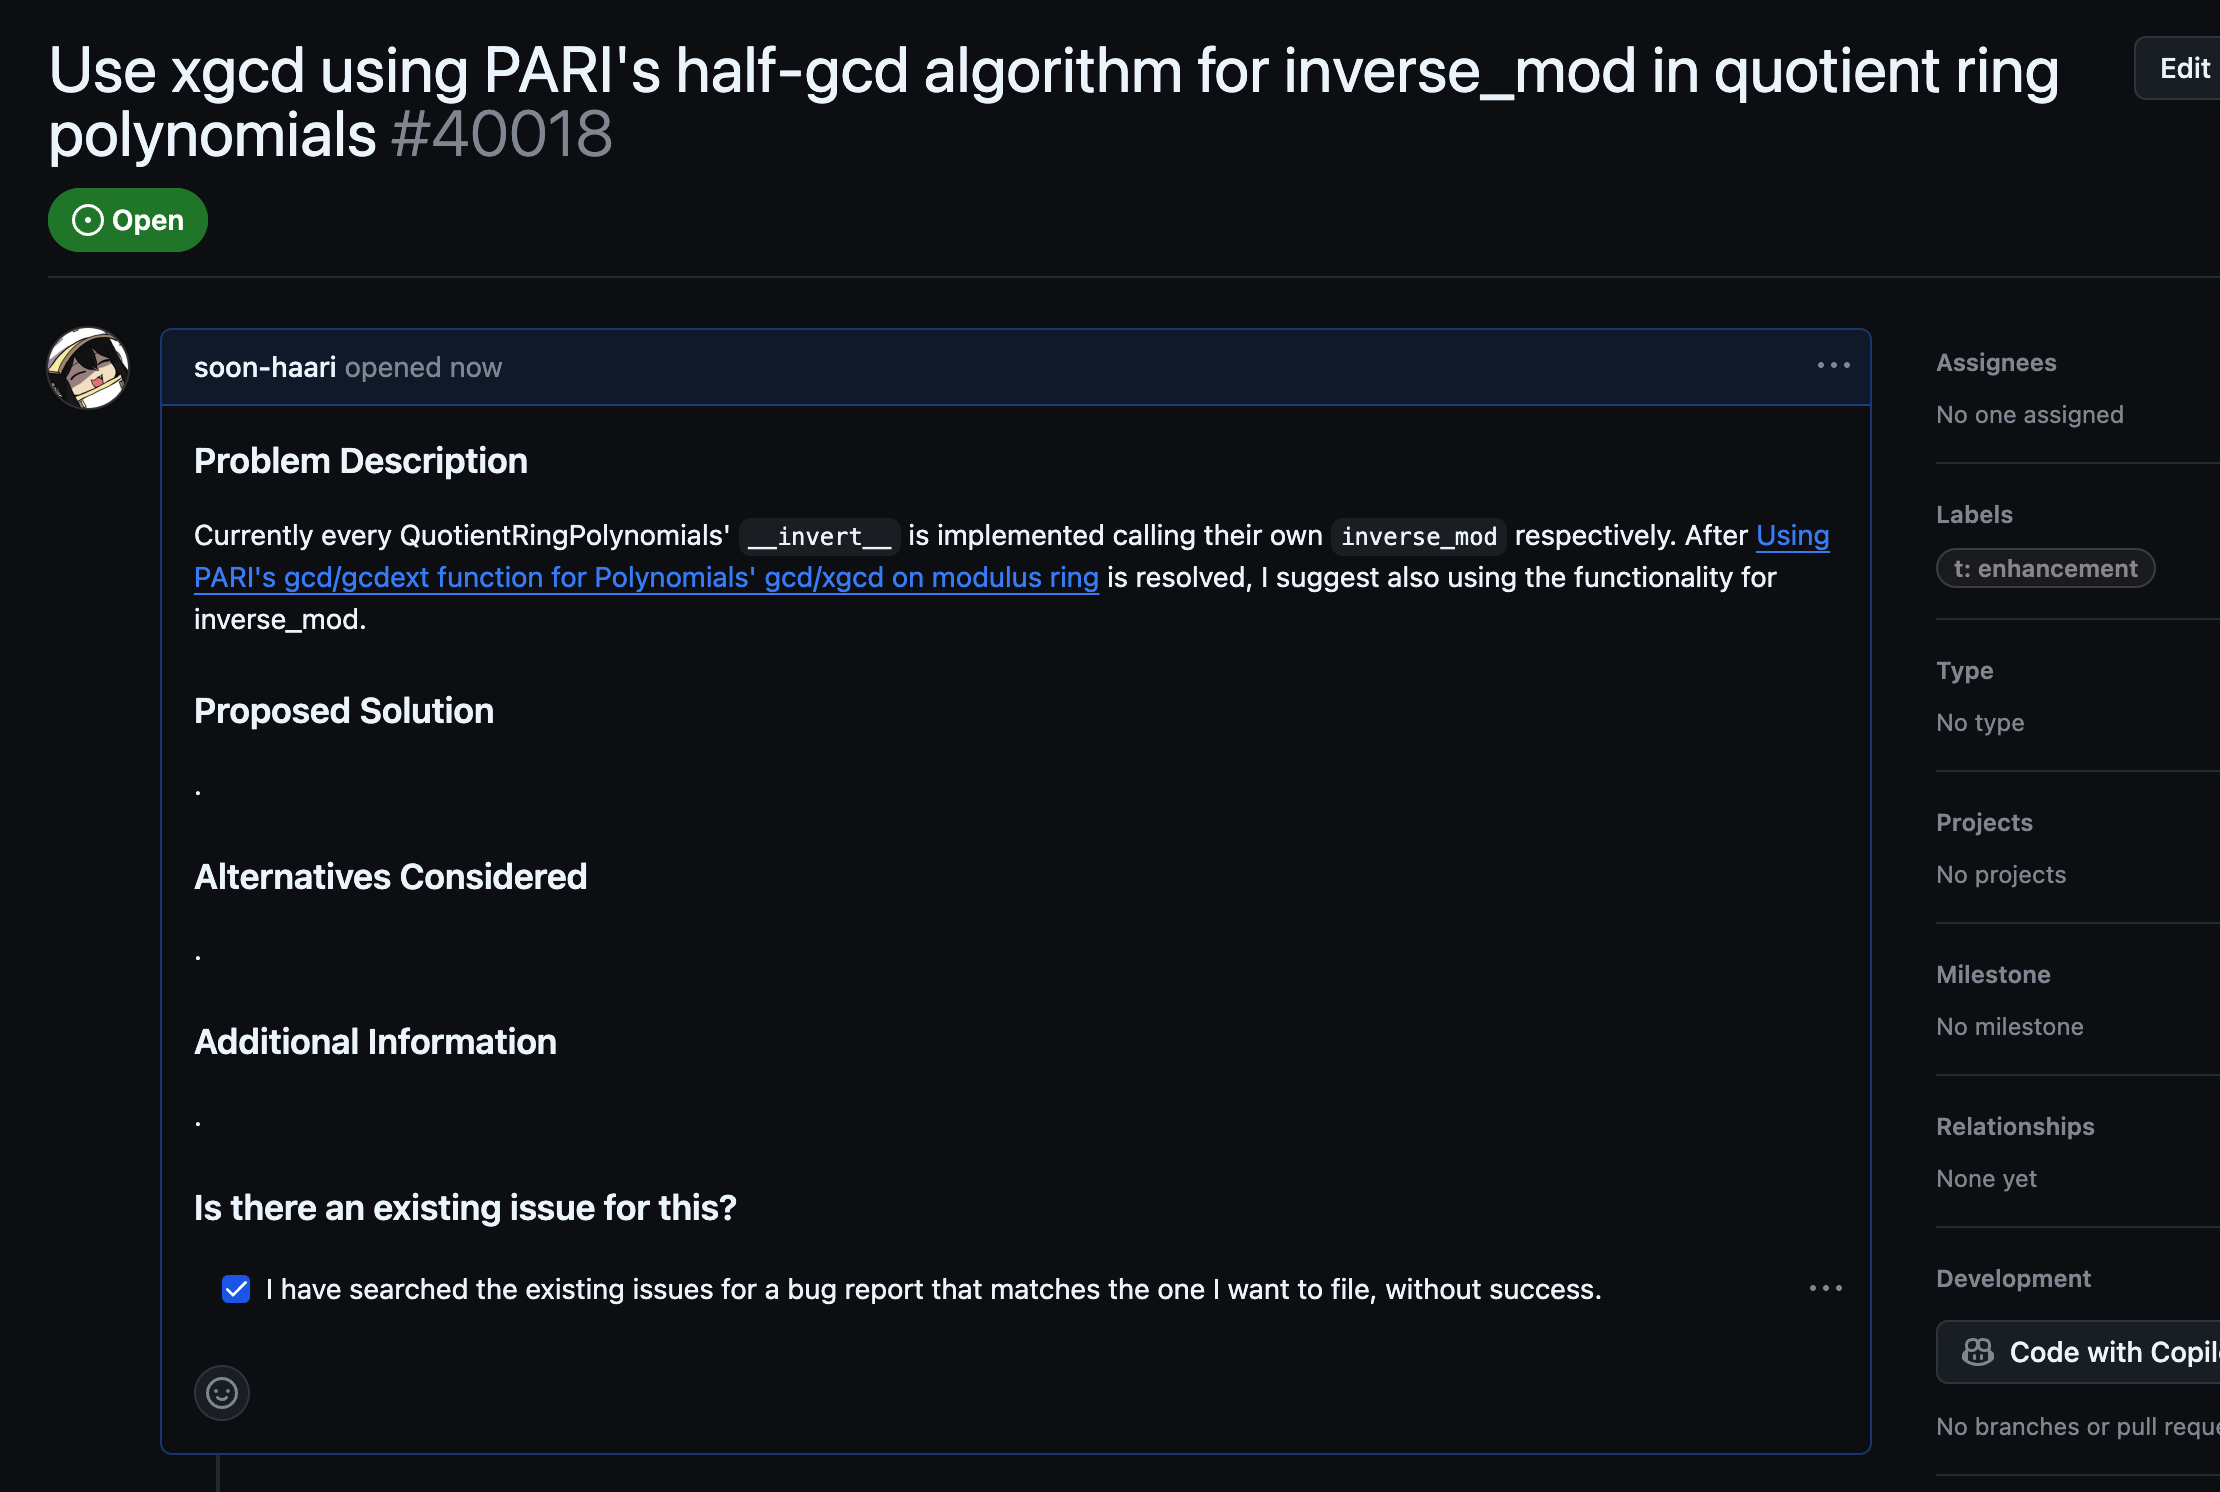 Use xgcd using PARI's half-gcd algorithm for inverse_mod in quotient ring
polynomials #40018
Edit
Open
soon-haari opened now
Problem Description
Currently every QuotientRingPolynomials' __invert__ is implemented calling their own inverse_mod respectively. After Using
PARI's gcd/gcdext function for Polynomials' gcd/xgcd on modulus ring is resolved, I suggest also using the functionality for
inverse_mod.
Proposed Solution
.
Alternatives Considered
.
Additional Information
.
Is there an existing issue for this?
I have searched the existing issues for a bug report that matches the one I want to file, without success.
Assignees
No one assigned
Labels
t: enhancement
Type
No type
Projects
No projects
Milestone
No milestone
Relationships
None yet
Development
Code with Copil
No branches or pull reque